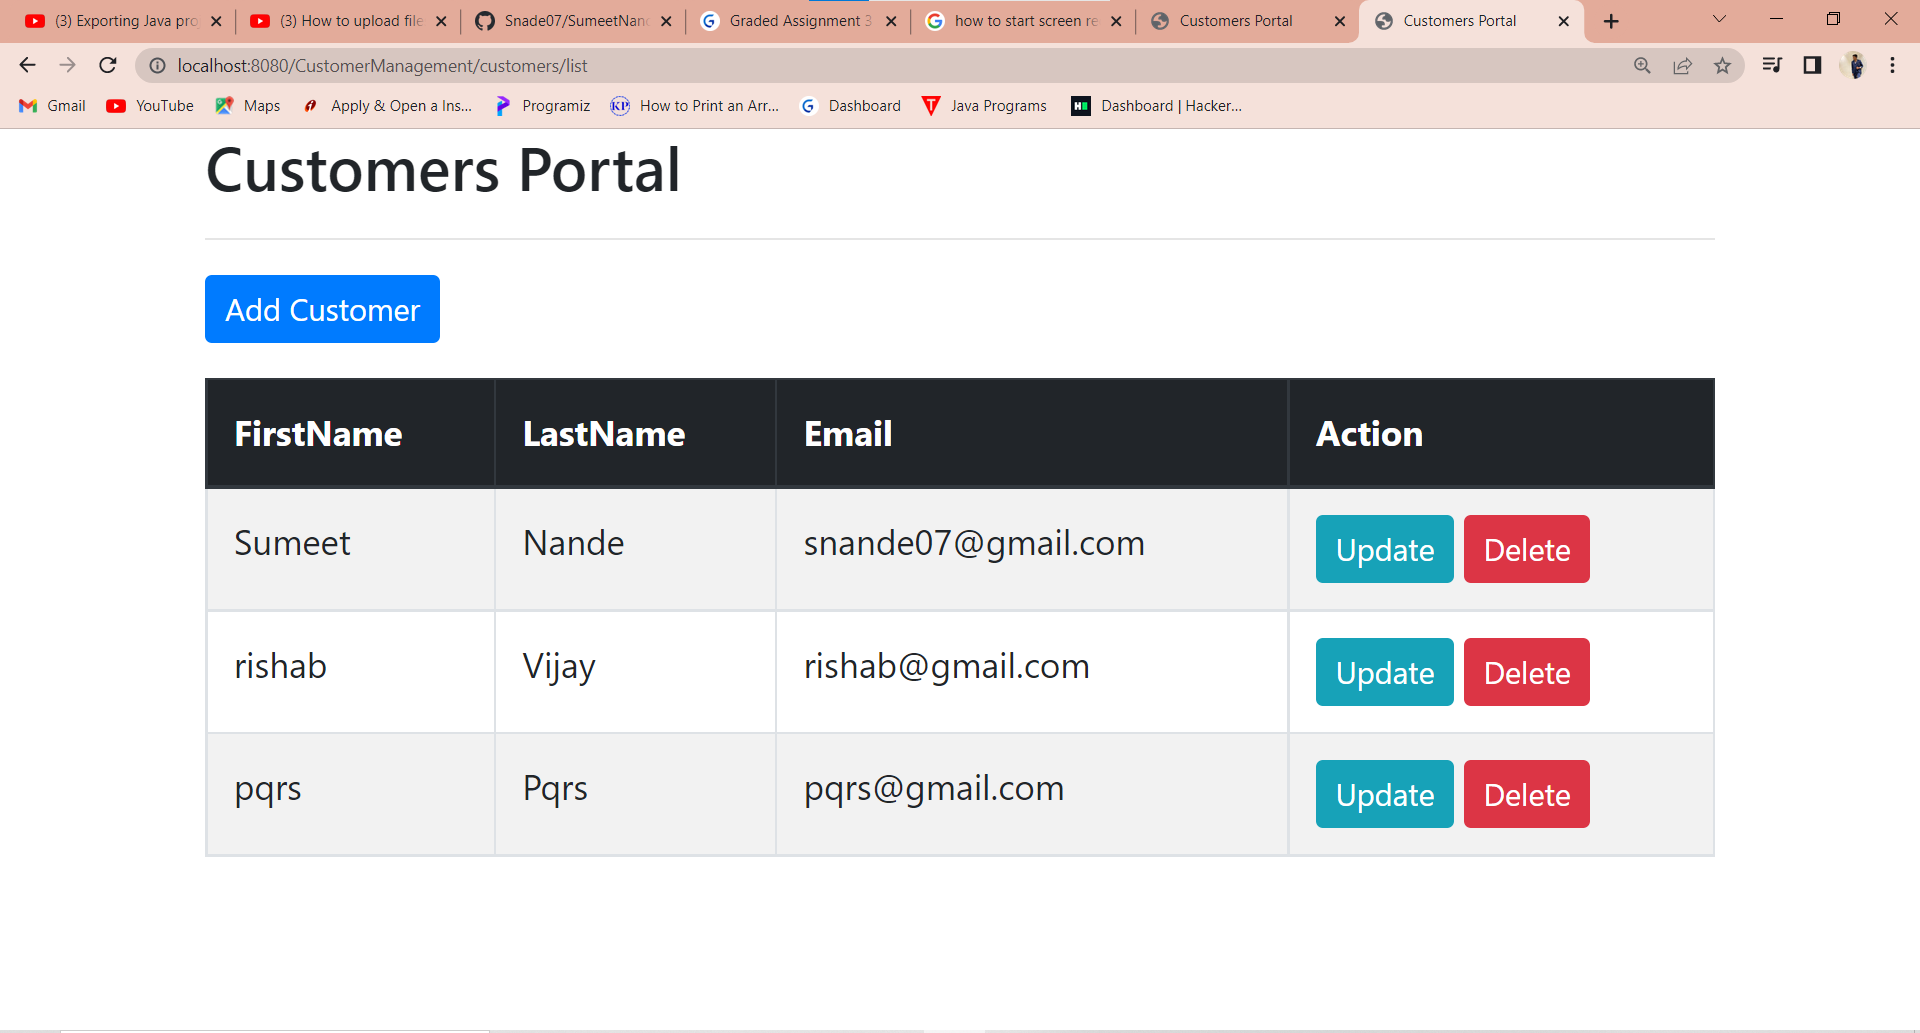 (3) Exporting Java pro
(3) How to upload file
Snade07/SumeetNan
Graded Assignment 3
how to start screen re
Customers Portal
Customers Portal
localhost:8080/CustomerManagement/customers/list
Gmail YouTube Maps Apply & Open a Ins... Programiz KP How to Print an Arr... Dashboard Java Programs Dashboard | Hacker...
Customers Portal
Add Customer
FirstName LastName Email Action
Sumeet Nande snande07@gmail.com Update Delete
rishab Vijay rishab@gmail.com Update Delete
pqrs Pqrs pqrs@gmail.com Update Delete